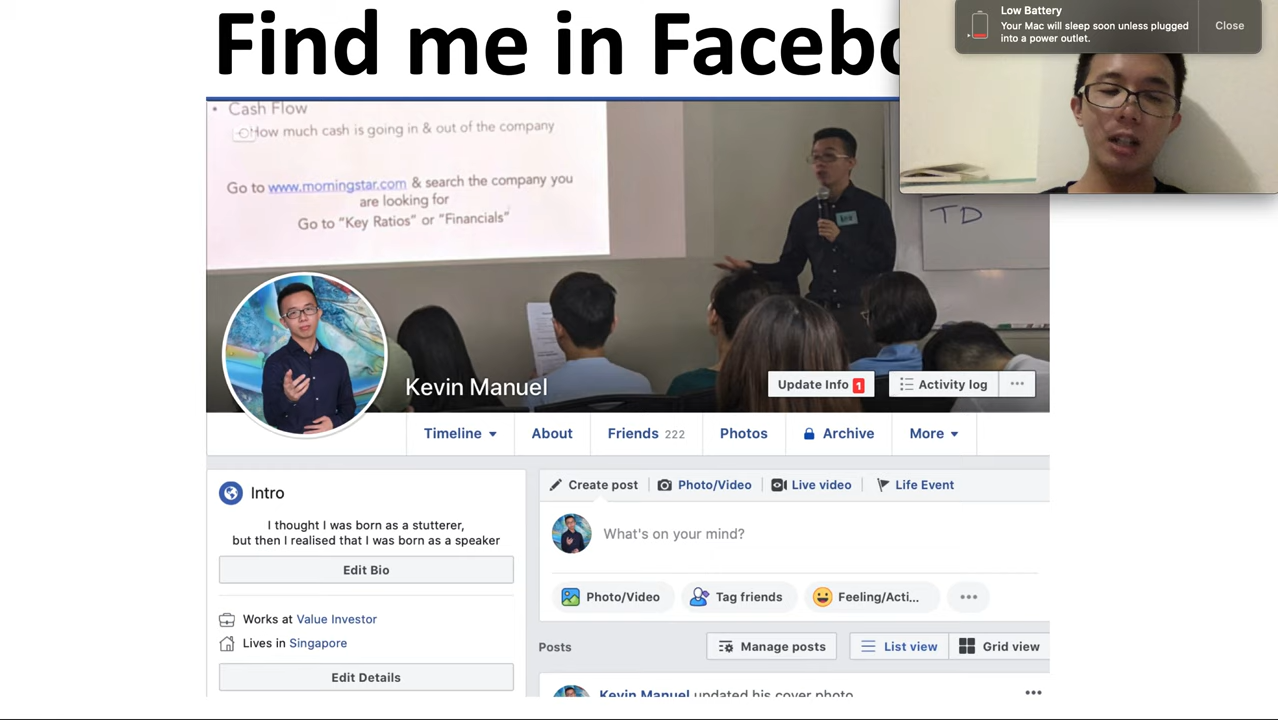 Find me in Facebo
Low Battery
Your Mac will sleep soon unless plugged
into a power outlet.
Close
• Cash Flow
How much cash is going in & out of the company
Go to www.morningstar.com & search the company you
are looking for
Go to "Key Ratios" or "Financials"
TD
Kevin Manuel
Update Info 1
Activity log
Timeline
About
Friends 222
Photos
Archive
More
Intro
I thought I was born as a stutterer,
but then I realised that I was born as a speaker
Edit Bio
Works at Value Investor
Lives in Singapore
Edit Details
Create post
Photo/Video
Live video
Life Event
What's on your mind?
Photo/Video
Tag friends
Feeling/Acti...
Posts
Manage posts
List view
Grid view
Kevin Manuel updated his cover photo